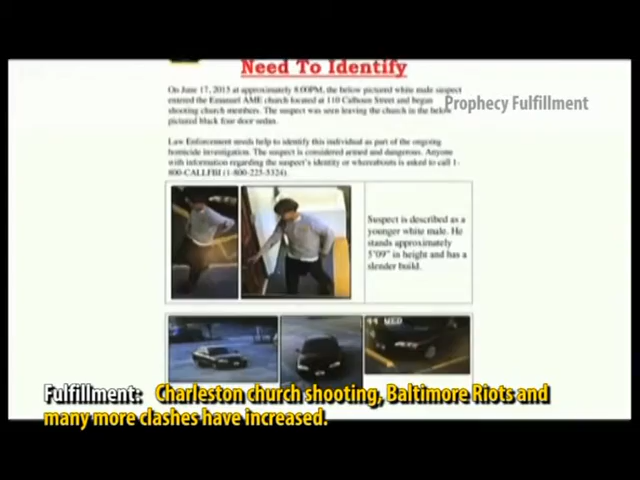 Need To Identify
On June 17, 2015 at approximately 8:00PM, the below pictured white male suspect
entered the Emanuel AME church located at 110 Calhoun Street and began
shooting church members. The suspect was seen leaving the church in the below
pictured black four door sedan.
Prophecy Fulfillment
Law Enforcement needs help to identify this individual as part of the ongoing
homicide investigation. The suspect is considered armed and dangerous. Anyone
with information regarding the suspect's identity or whereabouts is asked to call 1-
800-CALLFBI (1-800-225-5324).
Suspect is described as a
younger white male. He
stands approximately
5'09" in height and has a
slender build.
Fulfillment: Charleston church shooting, Baltimore Riots and
many more clashes have increased.